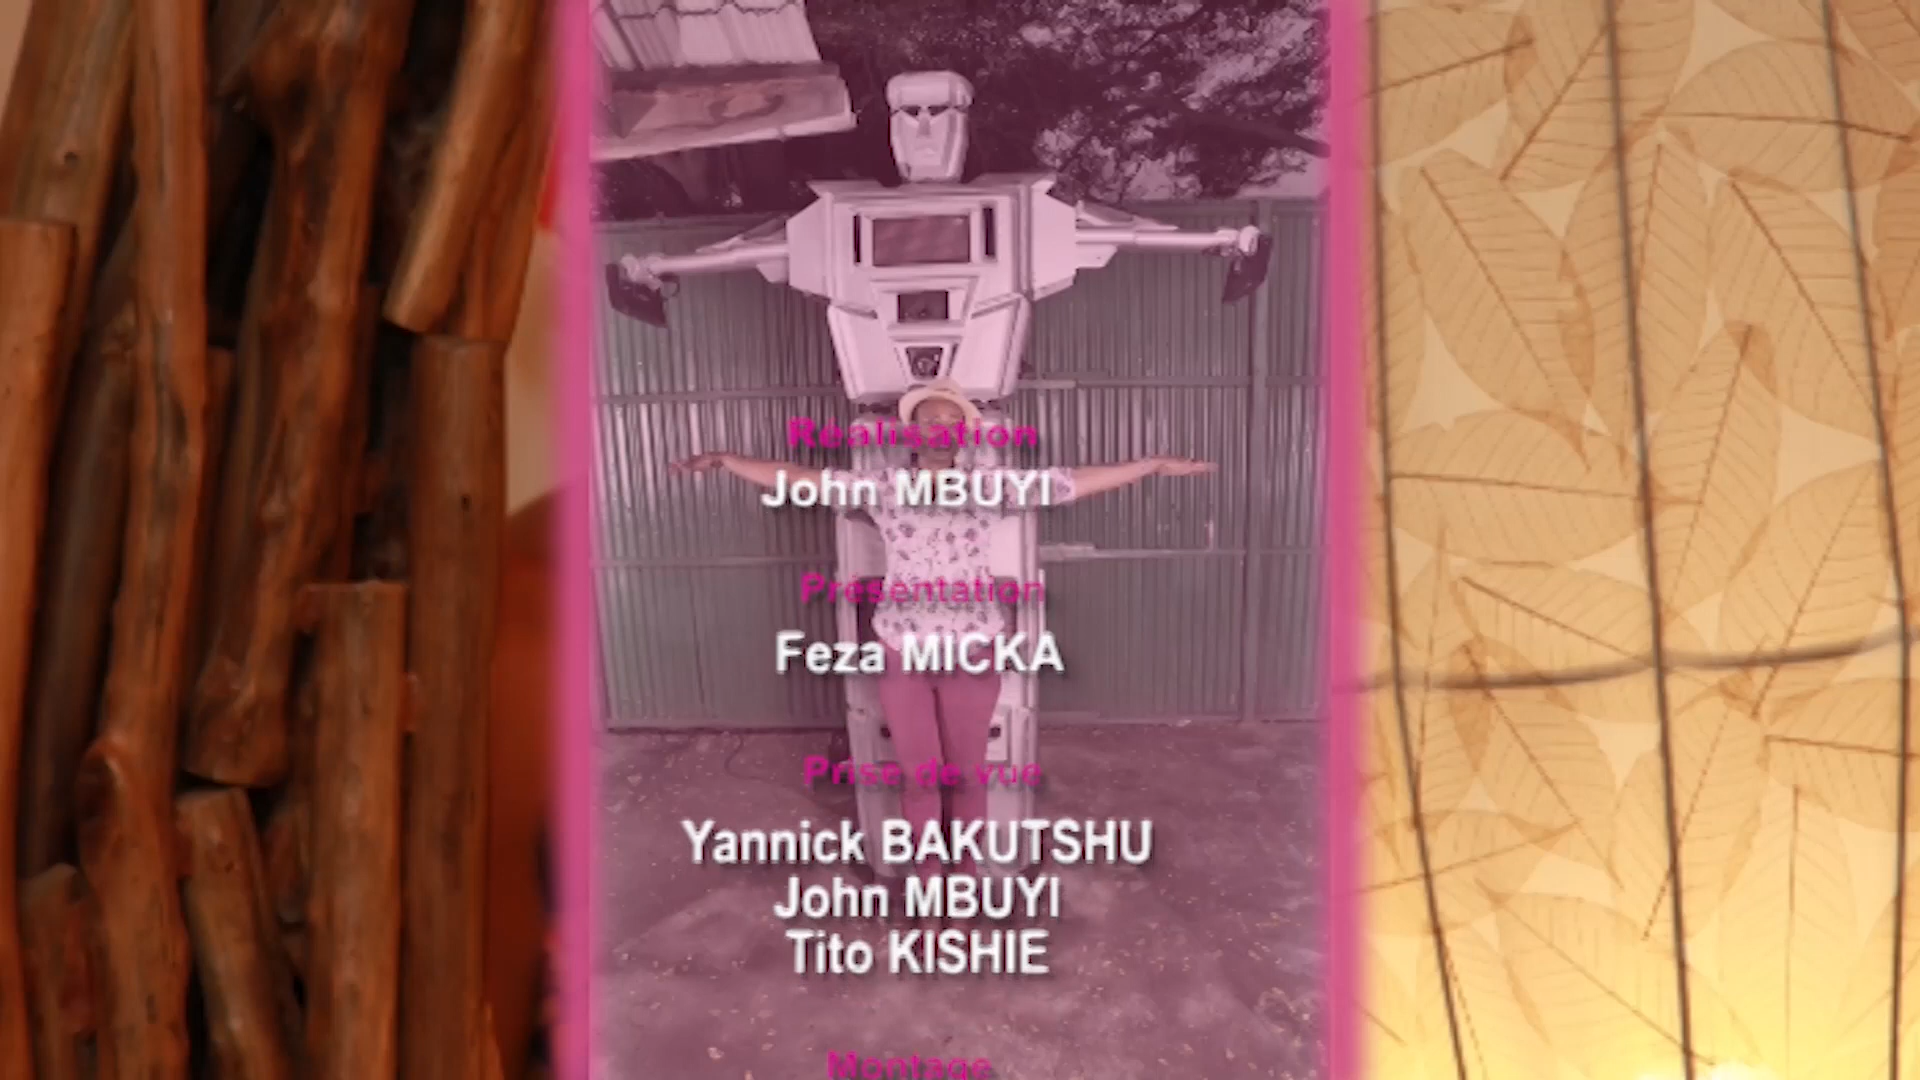 Réalisation
John MBUYI
Présentation
Feza MICKA
Prise de vue
Yannick BAKUTSHU
John MBUYI
Tito KISHIE
Montage